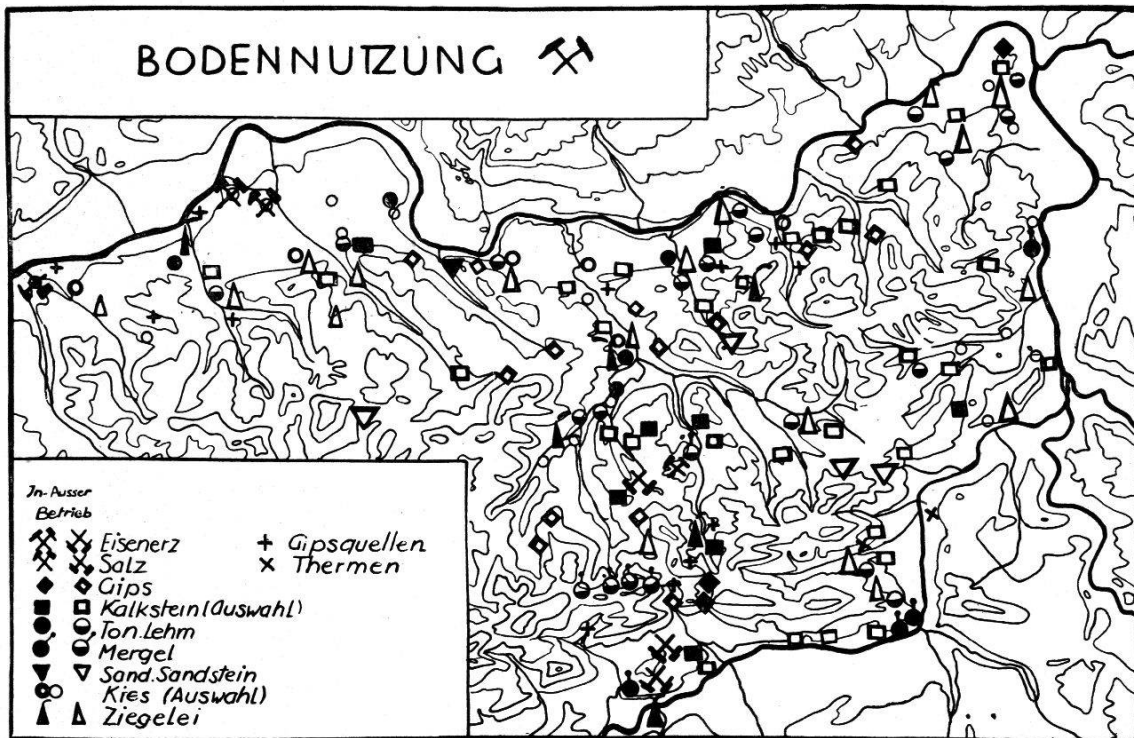 BODENNUTZUNG
In- Ausser
Betrieb
Eisenerz
Salz
Gips
Kalkstein (Auswahl)
Ton. Lehm
Mergel
Sand. Sandstein
Kies (Auswahl)
Ziegelei
+ Gipsquellen
× Thermen